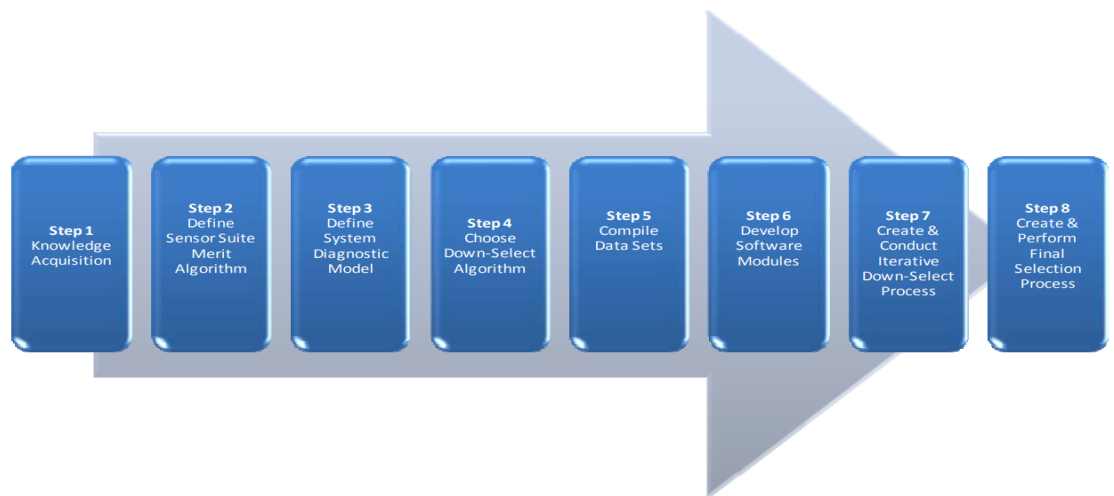 Step 1
Knowledge
Acquisition
Step 2
Define
Sensor Suite
Merit
Algorithm
Step 3
Define
System
Diagnostic
Model
Step 4
Choose
Down-Select
Algorithm
Step 5
Compile
Data Sets
Step 6
Develop
Software
Modules
Step 7
Create &
Conduct
Iterative
Down-Select
Process
Step 8
Create &
Perform
Final
Selection
Process